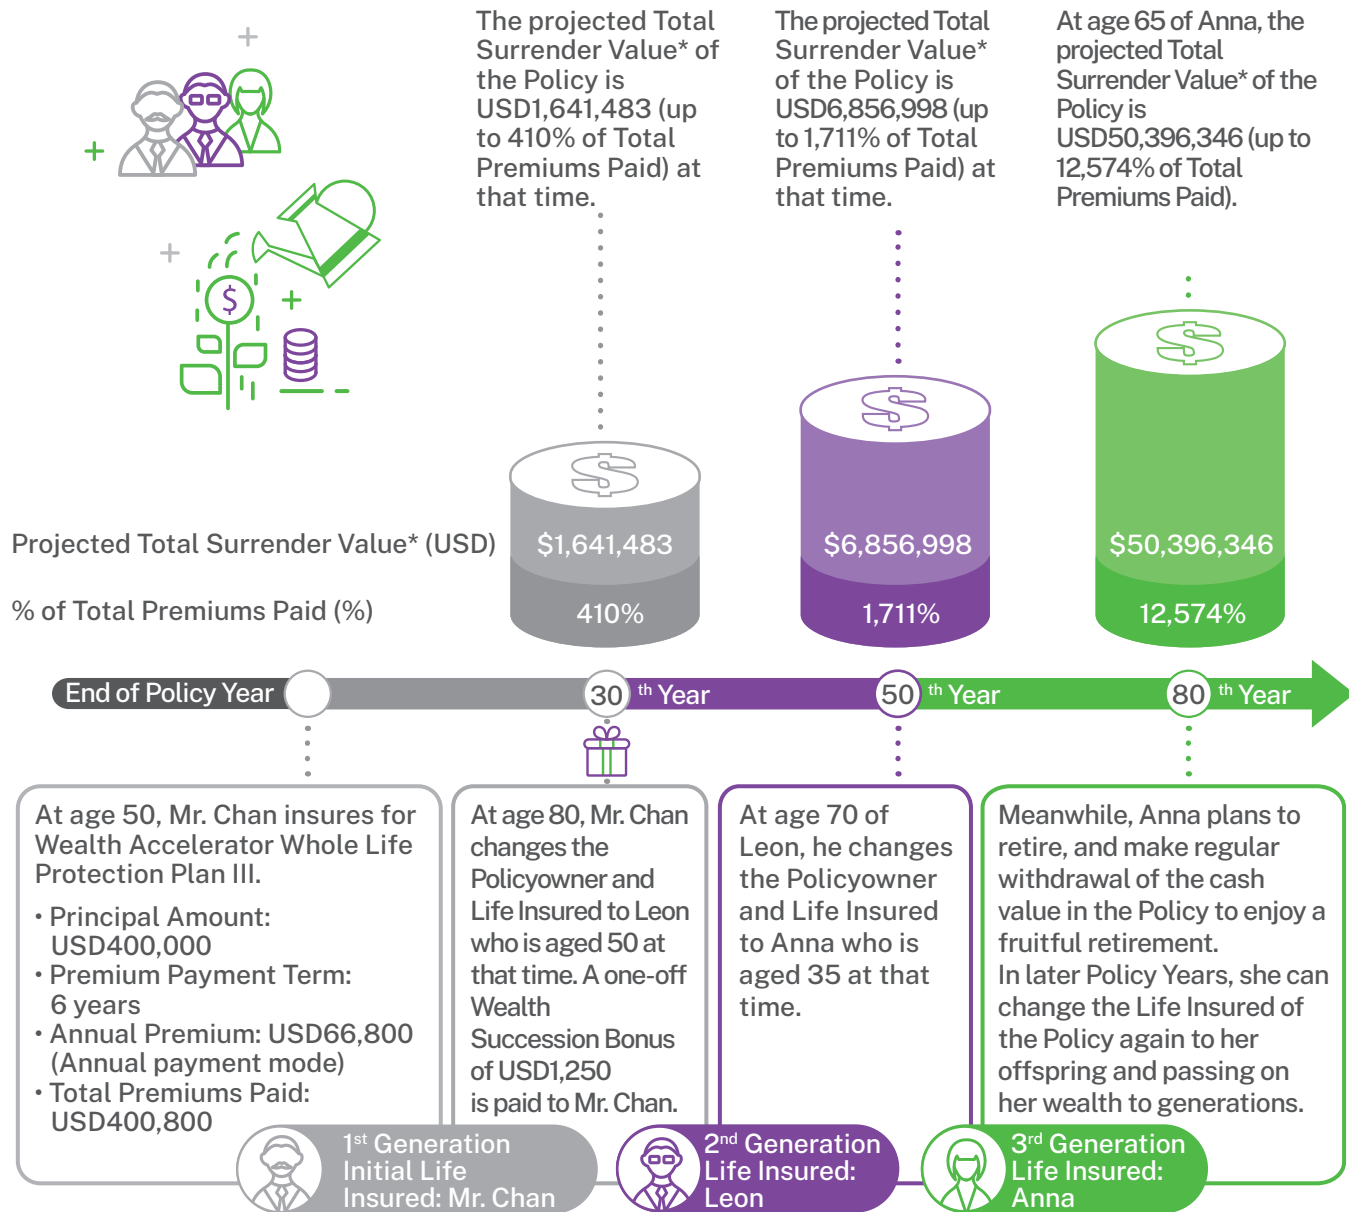 The projected Total
Surrender Value* of
the Policy is
USD1,641,483 (up
to 410% of Total
Premiums Paid) at
that time.
The projected Total
Surrender Value*
of the Policy is
USD6,856,998 (up
to 1,711% of Total
Premiums Paid) at
that time.
At age 65 of Anna, the
projected Total
Surrender Value* of the
Policy is
USD50,396,346 (up to
12,574% of Total
Premiums Paid).
$
$
$
$
Projected Total Surrender Value* (USD)
$1,641,483
$6,856,998
$50,396,346
% of Total Premiums Paid (%)
410%
1,711%
12,574%
End of Policy Year
30 th Year
50 th Year
80 th Year
At age 50, Mr. Chan insures for
Wealth Accelerator Whole Life
Protection Plan III.
• Principal Amount:
USD400,000
• Premium Payment Term:
6 years
• Annual Premium: USD66,800
(Annual payment mode)
• Total Premiums Paid:
USD400,800
1st Generation
Initial Life
Insured: Mr. Chan
At age 80, Mr. Chan
changes the
Policyowner and
Life Insured to Leon
who is aged 50 at
that time. A one-off
Wealth
Succession Bonus
of USD1,250
is paid to Mr. Chan.
At age 70 of
Leon, he changes
the Policyowner
and Life Insured
to Anna who is
aged 35 at that
time.
2nd Generation
Life Insured:
Leon
Meanwhile, Anna plans to
retire, and make regular
withdrawal of the cash
value in the Policy to enjoy a
fruitful retirement.
In later Policy Years, she can
change the Life Insured of
the Policy again to her
offspring and passing on
her wealth to generations.
3rd Generation
Life Insured:
Anna